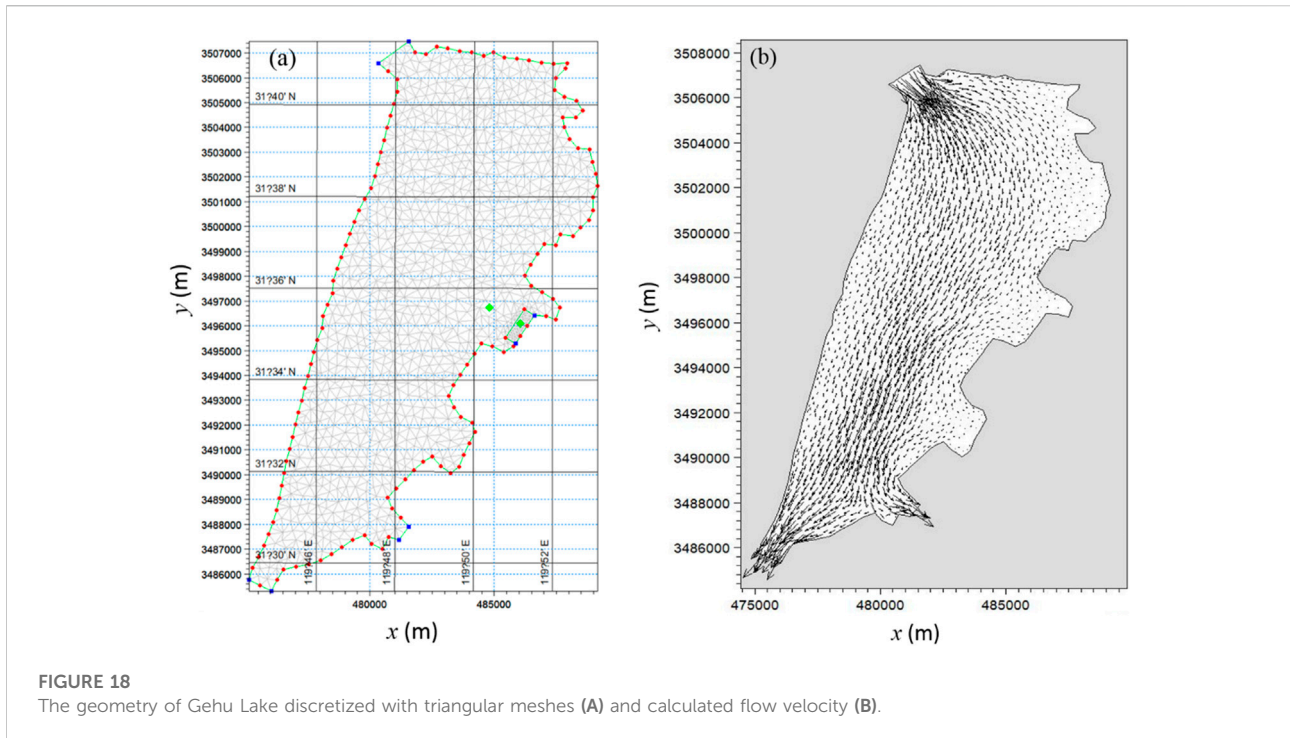 (a)
3507000
3506000
31?40' N
3505000
3504000
3503000
3502000
31?38' N
3501000
3500000
3499000
3498000
31?36' N
3497000
3496000
3495000
31?34' N
3494000
3493000
3492000
3491000
31?32' N
3490000
3489000
3488000
3487000
31?30' N
3486000
119?46' E
119?48' E
119?50' E
119?52' E
480000 485000
y (m)
x (m)
(b)
3508000
3506000
3504000
3502000
3500000
3498000
3496000
3494000
3492000
3490000
3488000
3486000
475000 480000 485000
y (m)
x (m)
FIGURE 18
The geometry of Gehu Lake discretized with triangular meshes (A) and calculated flow velocity (B).